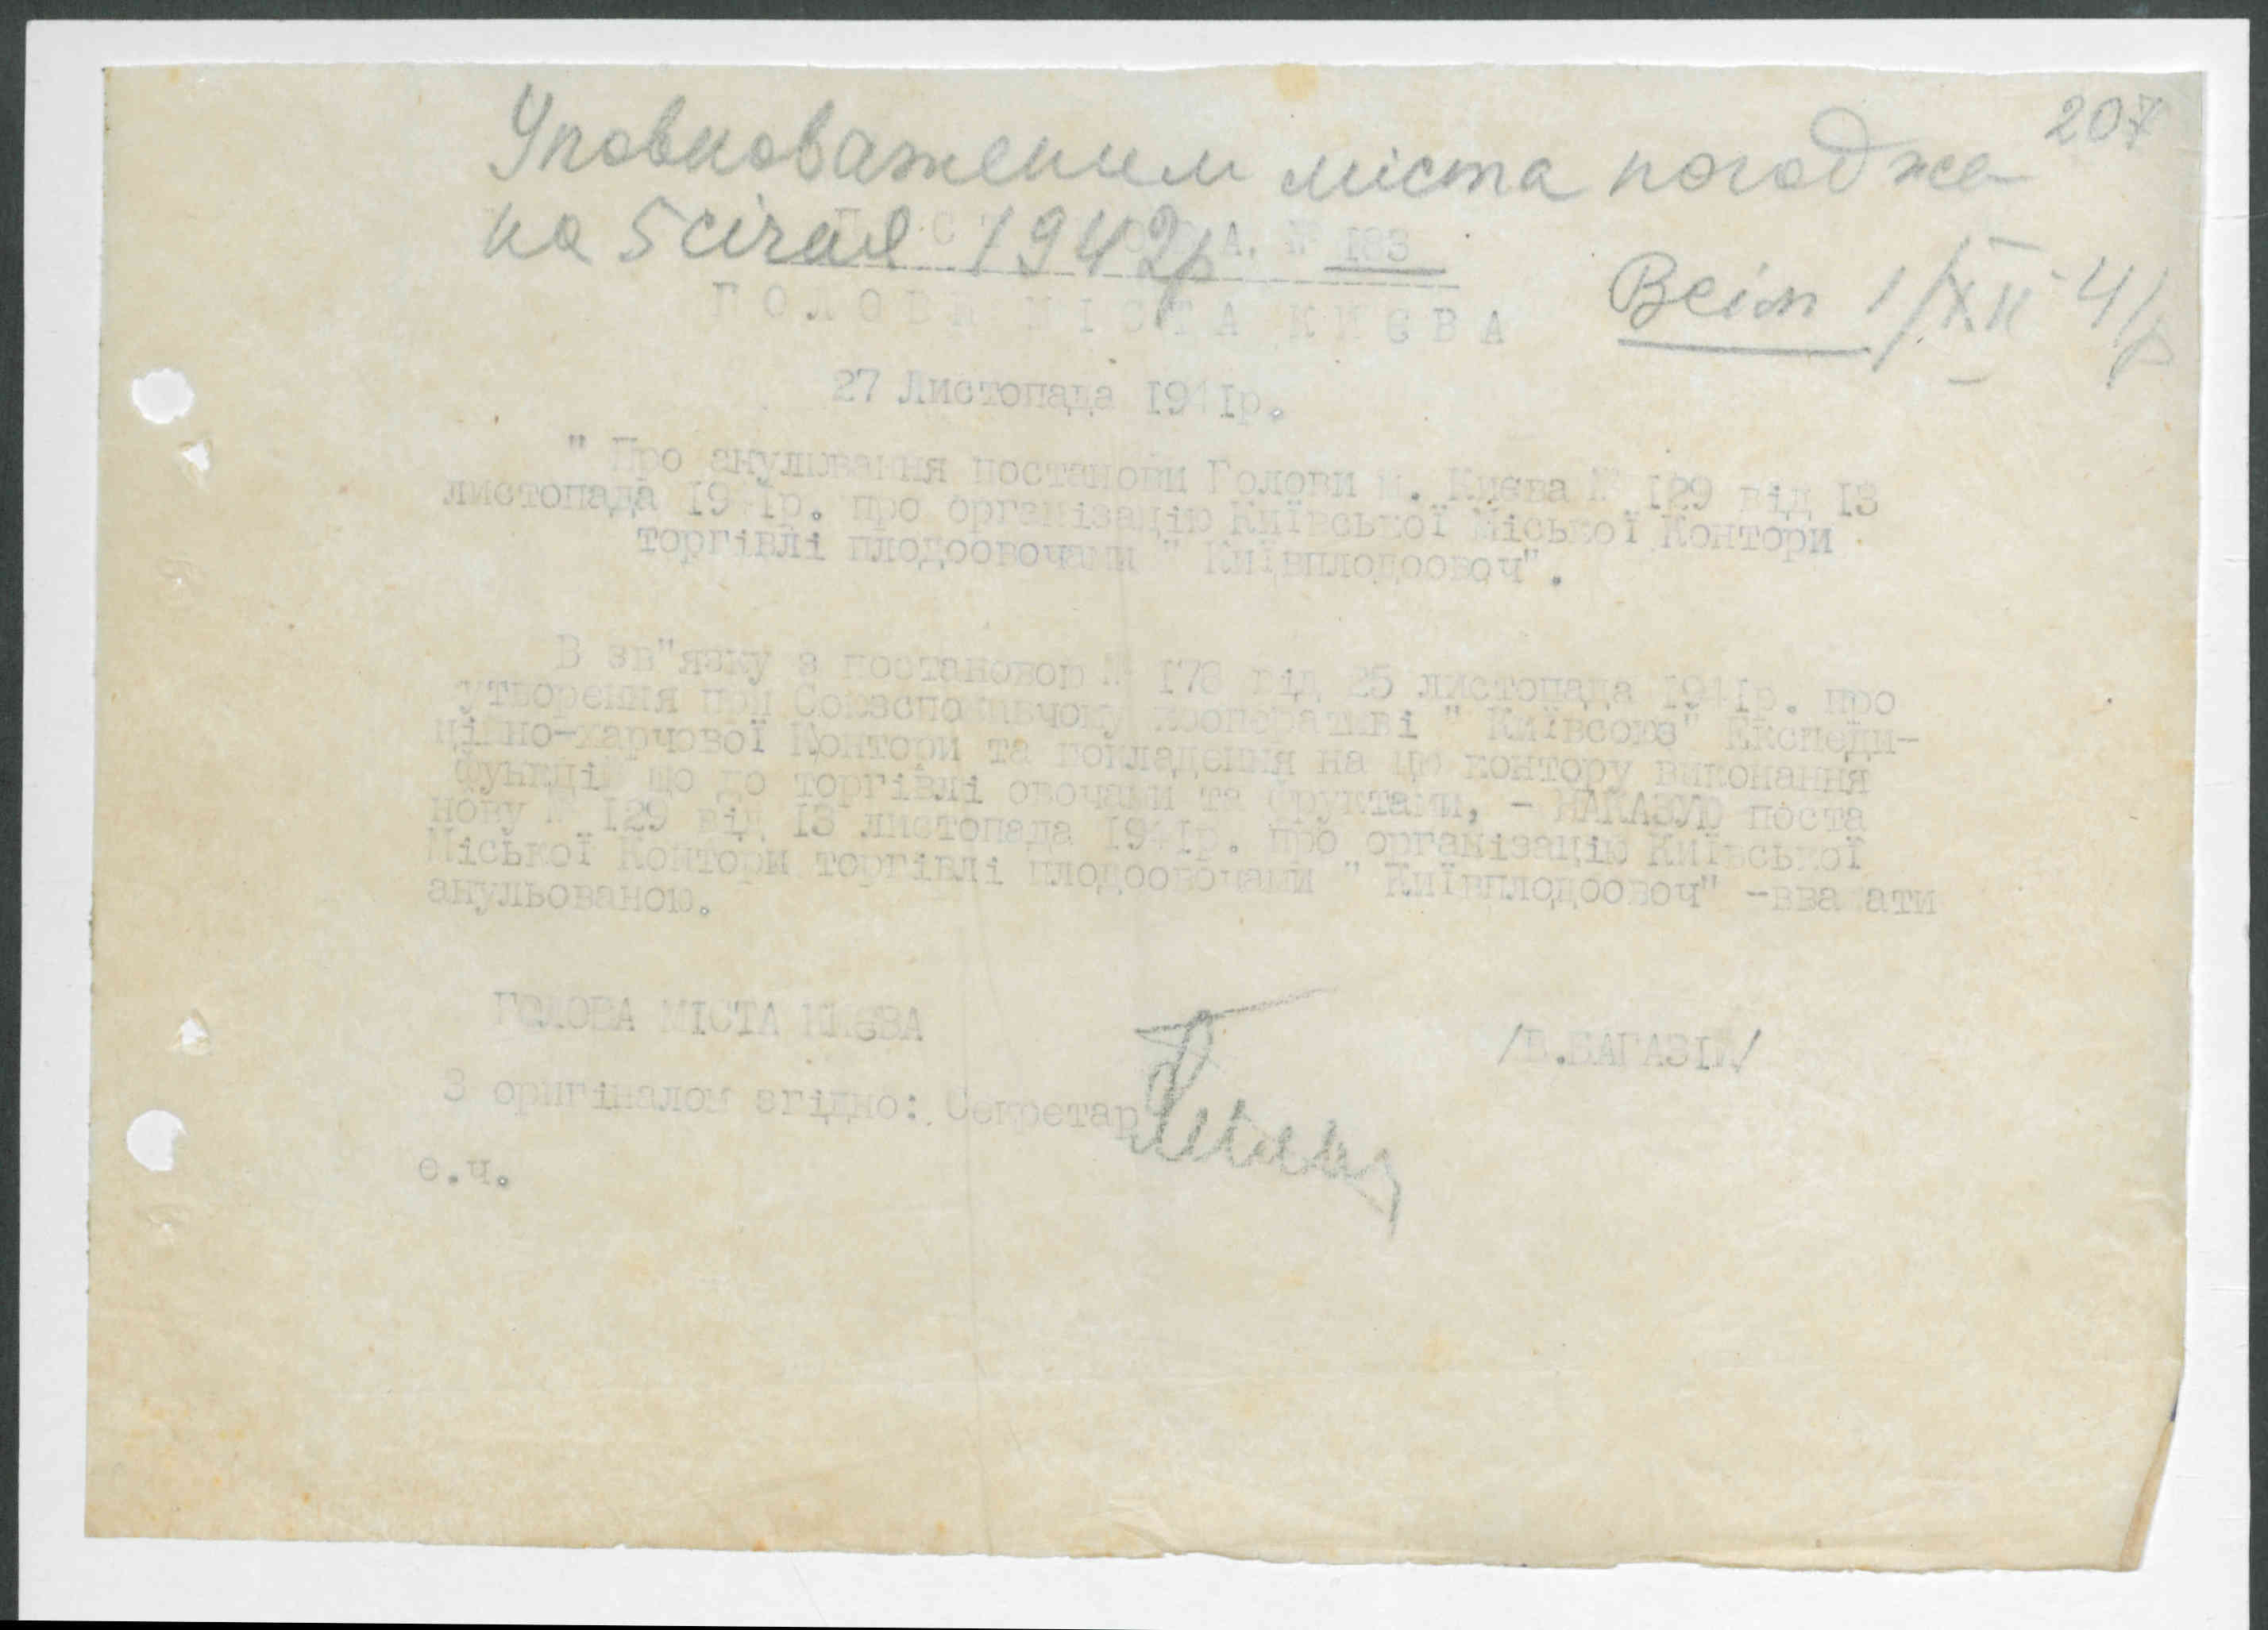 207
Уповноваженим міста погодже
но 5 січня 1942р
ПОСТАНОВА. № 183
Всім 1/XII-41р
ГОЛОВИ МІСТА КИЄВА
27 Листопада 1941р.
" Про анулювання постанови Голови м. Києва № 129 від 13
листопада 1941р. про організацію Київської Міської Контори
торгівлі плодоовочами " Київплодоовоч".
В зв"язку з постановою № 178 від 25 листопада 1941р. про
утворення при Союзспоживчому кооперативі " Київсоюз" Експеди-
ційно-харчової Контори та покладення на цю контору виконання
функцій що до торгівлі овочами та фруктами, - НАКАЗУЮ поста
нову № 129 від 13 листопада 1941р. про організацію Київської
Міської Контори торгівлі плодоовочами " Київплодоовоч" -вважати
анульованою.
ГОЛОВА МІСТА КИЄВА
/В.БАГАЗІЙ/
З оригіналом згідно: Секретар
є.ч.